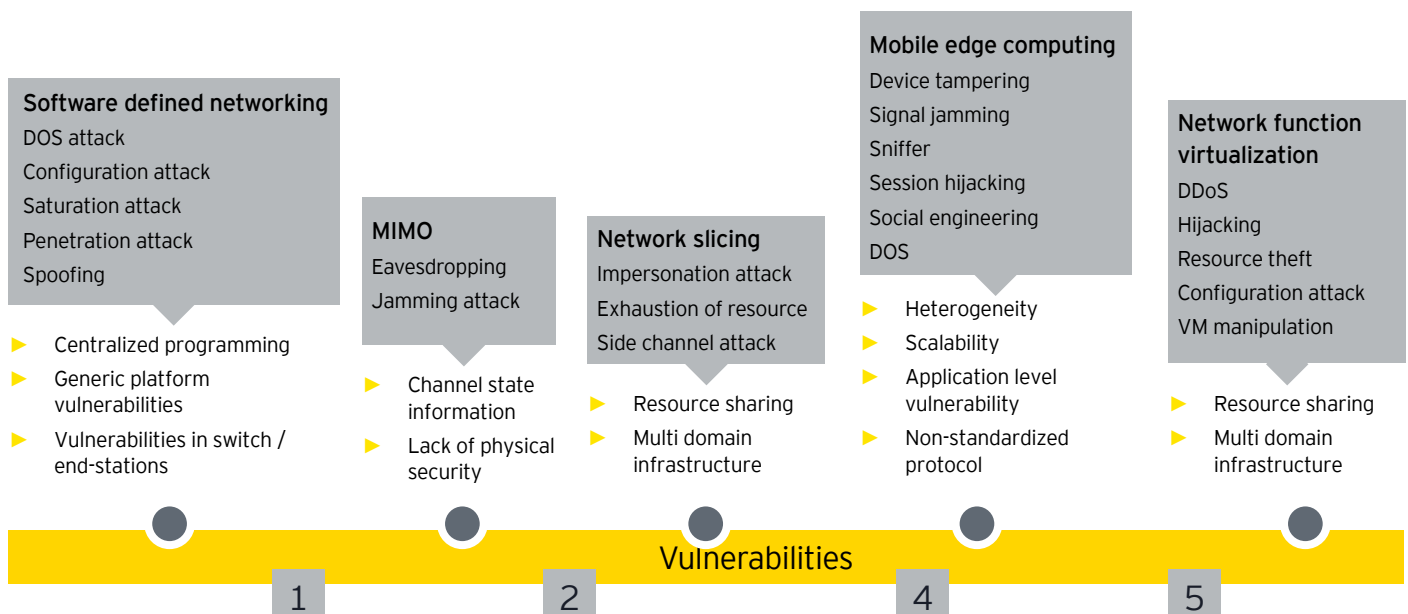 Software defined networking
DOS attack
Configuration attack
Saturation attack
Penetration attack
Spoofing
Centralized programming
Generic platform
vulnerabilities
Vulnerabilities in switch /
end-stations
MIMO
Eavesdropping
Jamming attack
Channel state
information
Lack of physical
security
Network slicing
Impersonation attack
Exhaustion of resource
Side channel attack
Resource sharing
Multi domain
infrastructure
Mobile edge computing
Device tampering
Signal jamming
Sniffer
Session hijacking
Social engineering
DOS
Heterogeneity
Scalability
Application level
vulnerability
Non-standardized
protocol
Network function
virtualization
DDoS
Hijacking
Resource theft
Configuration attack
VM manipulation
Resource sharing
Multi domain
infrastructure
Vulnerabilities
1
2
4
5